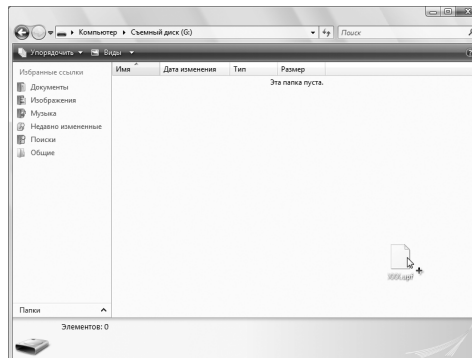 Компьютер ▸ Съемный диск (G:)
Поиск
Упорядочить Виды
Избранные ссылки
Документы
Изображения
Музыка
Недавно измененные
Поиски
Общие
Имя Дата изменения Тип Размер
Эта папка пуста.
Папки
Элементов: 0